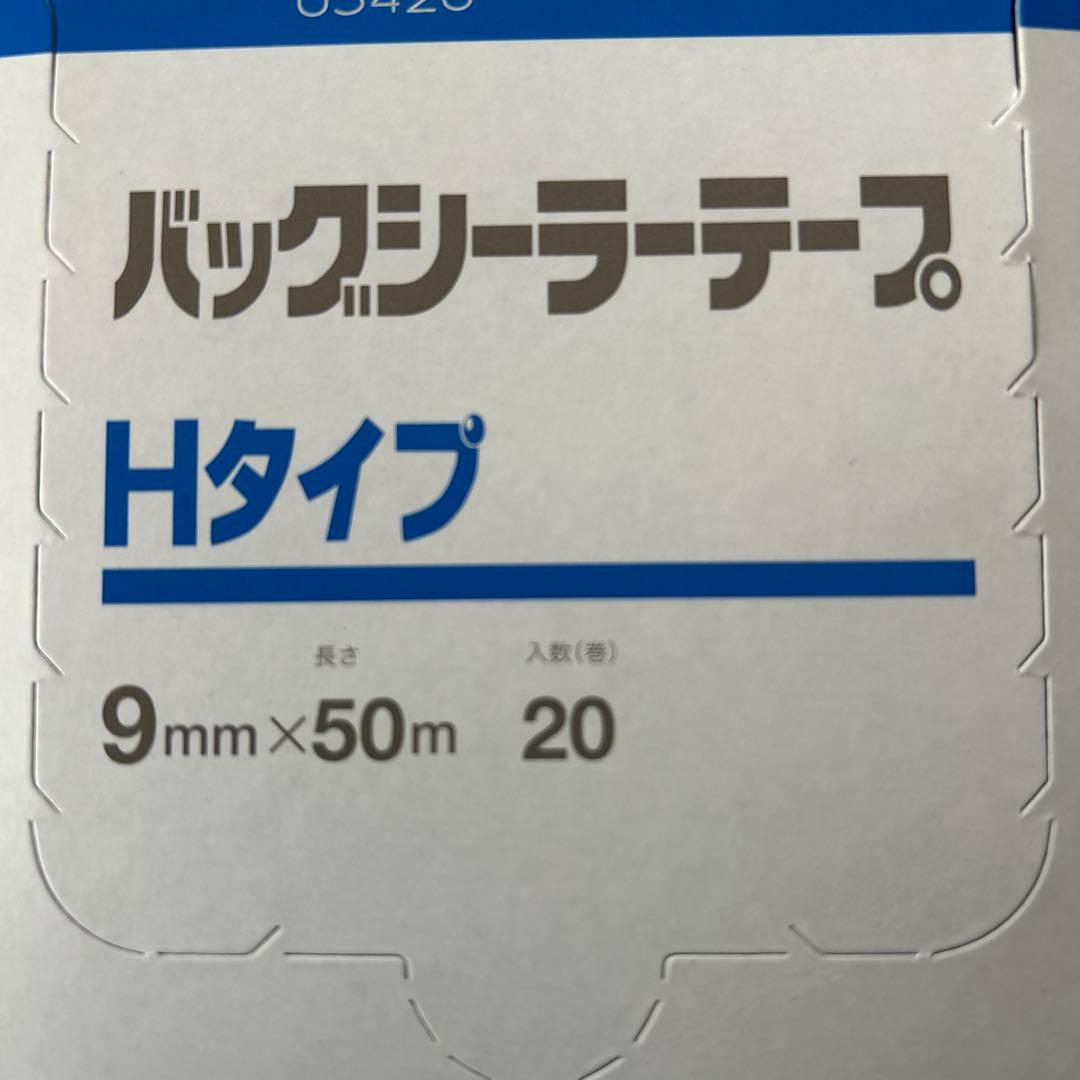 バッグシーラーテープ
Hタイプ
長さ 入数(巻)
9mm×50m 20